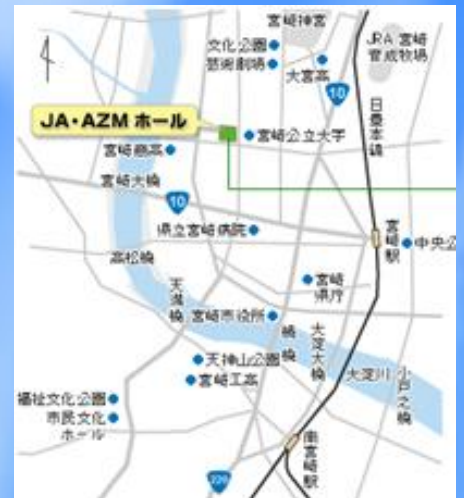 宮崎神宮
文化公園
芸術劇場
大宮高
JRA 宮崎
育成牧場
10
日豊本線
JA・AZM ホール
宮崎公立大学
宮崎商高
宮崎大橋
10
県立宮崎病院
宮崎駅
中央公
高松橋
天満橋
宮崎
県庁
宮崎市役所
橘橋
大淀大橋
天神山公園
宮崎工高
大淀川
小戸之橋
福祉文化公園
市民文化
ホール
南宮崎駅
220